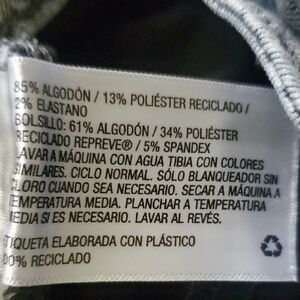 85% ALGODÓN / 13% POLIÉSTER RECICLADO /
2% ELASTANO
BOLSILLO: 61% ALGODÓN / 34% POLIÉSTER
RECICLADO REPREVE® / 5% SPANDEX
LAVAR A MÁQUINA CON AGUA TIBIA CON COLORES
SIMILARES. CICLO NORMAL. SÓLO BLANQUEADOR SIN
CLORO CUANDO SEA NECESARIO. SECAR A MÁQUINA A
TEMPERATURA MEDIA. PLANCHAR A TEMPERATURA
MEDIA SI ES NECESARIO. LAVAR AL REVÉS.
ETIQUETA ELABORADA CON PLÁSTICO
00% RECICLADO